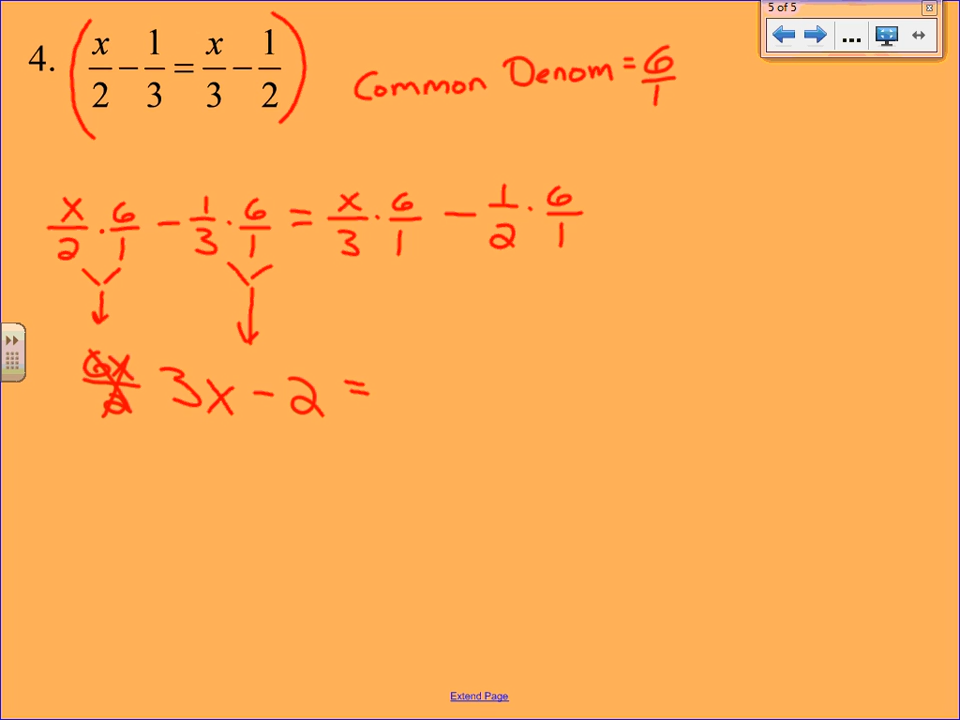 5 of 5
4. (x/2 − 1/3 = x/3 − 1/2)
Common Denom = 6/1
x/2 · 6/1 − 1/3 · 6/1 = x/3 · 6/1 − 1/2 · 6/1
6x/2 3x − 2 =
Extend Page